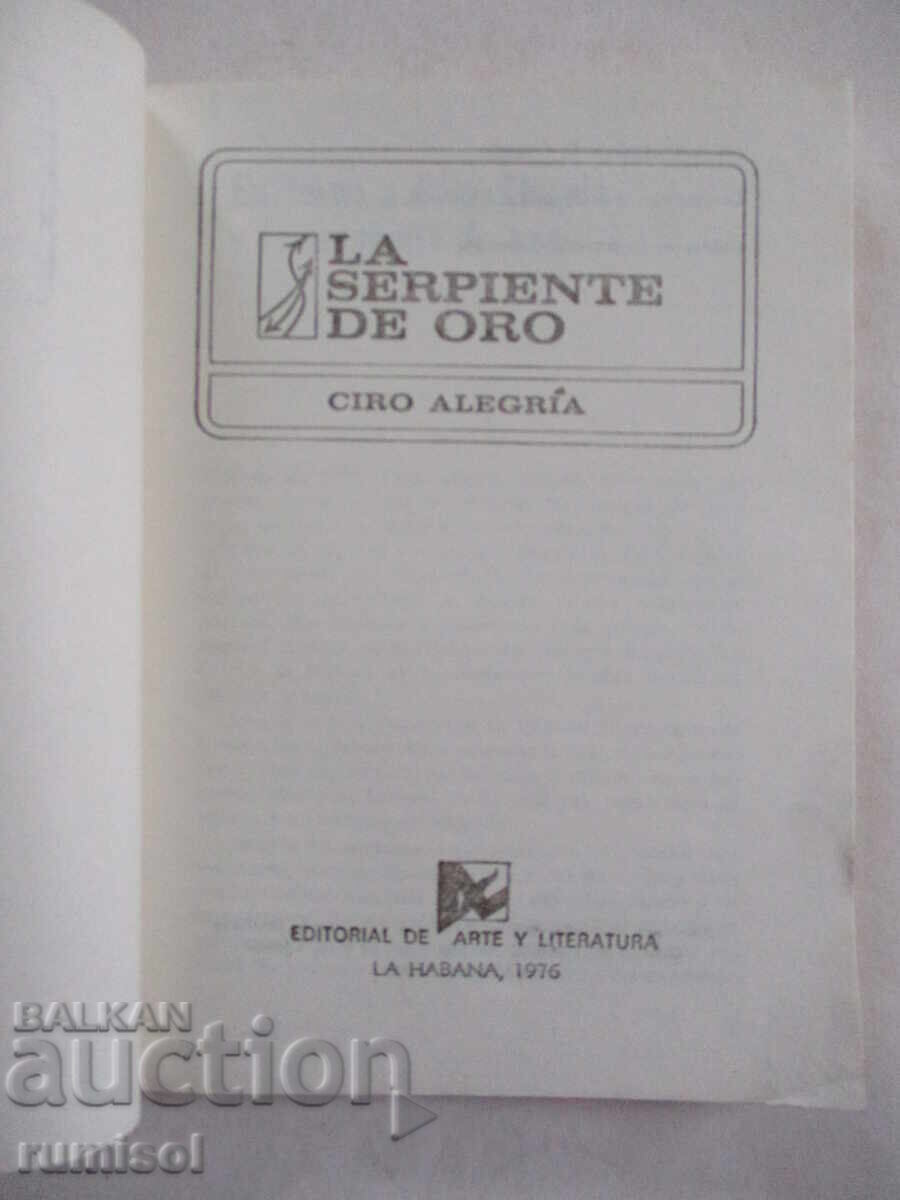 LA
SERPIENTE
DE ORO
CIRO ALEGRÍA
EDITORIAL DE ARTE Y LITERATURA
LA HABANA, 1976
BALKAN
auction
rumisol